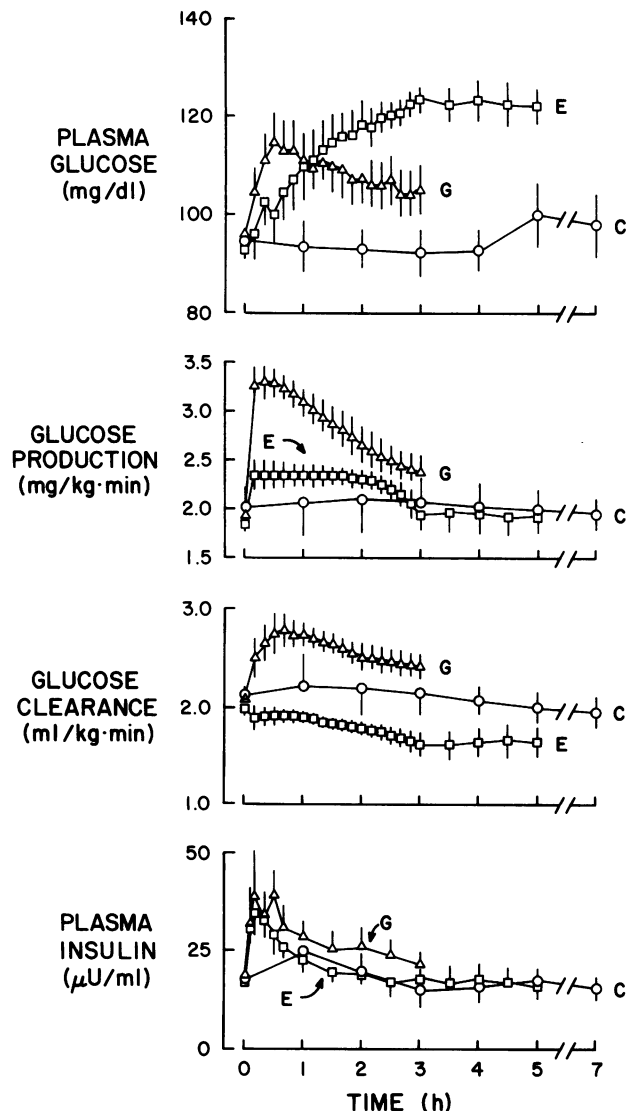 140
120
100
80
PLASMA
GLUCOSE
(mg/dl)
E
G
C
3.5
3.0
2.5
2.0
1.5
GLUCOSE
PRODUCTION
(mg/kg·min)
E
G
C
3.0
2.0
1.0
GLUCOSE
CLEARANCE
(ml/kg·min)
G
C
E
50
25
0
PLASMA
INSULIN
(μU/ml)
G
E
C
0 1 2 3 4 5 7
TIME (h)